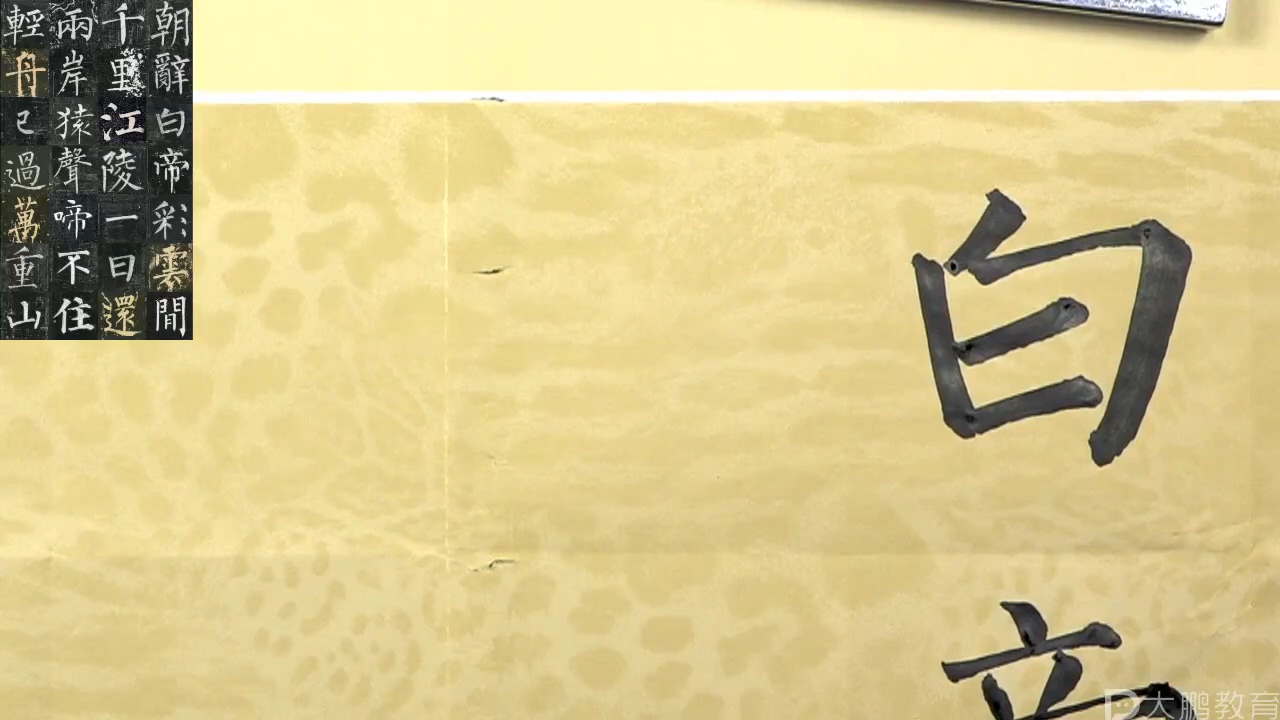 朝辭白帝彩雲間
千里江陵一日還
兩岸猿聲啼不住
輕舟已過萬重山
白
大鹏教育